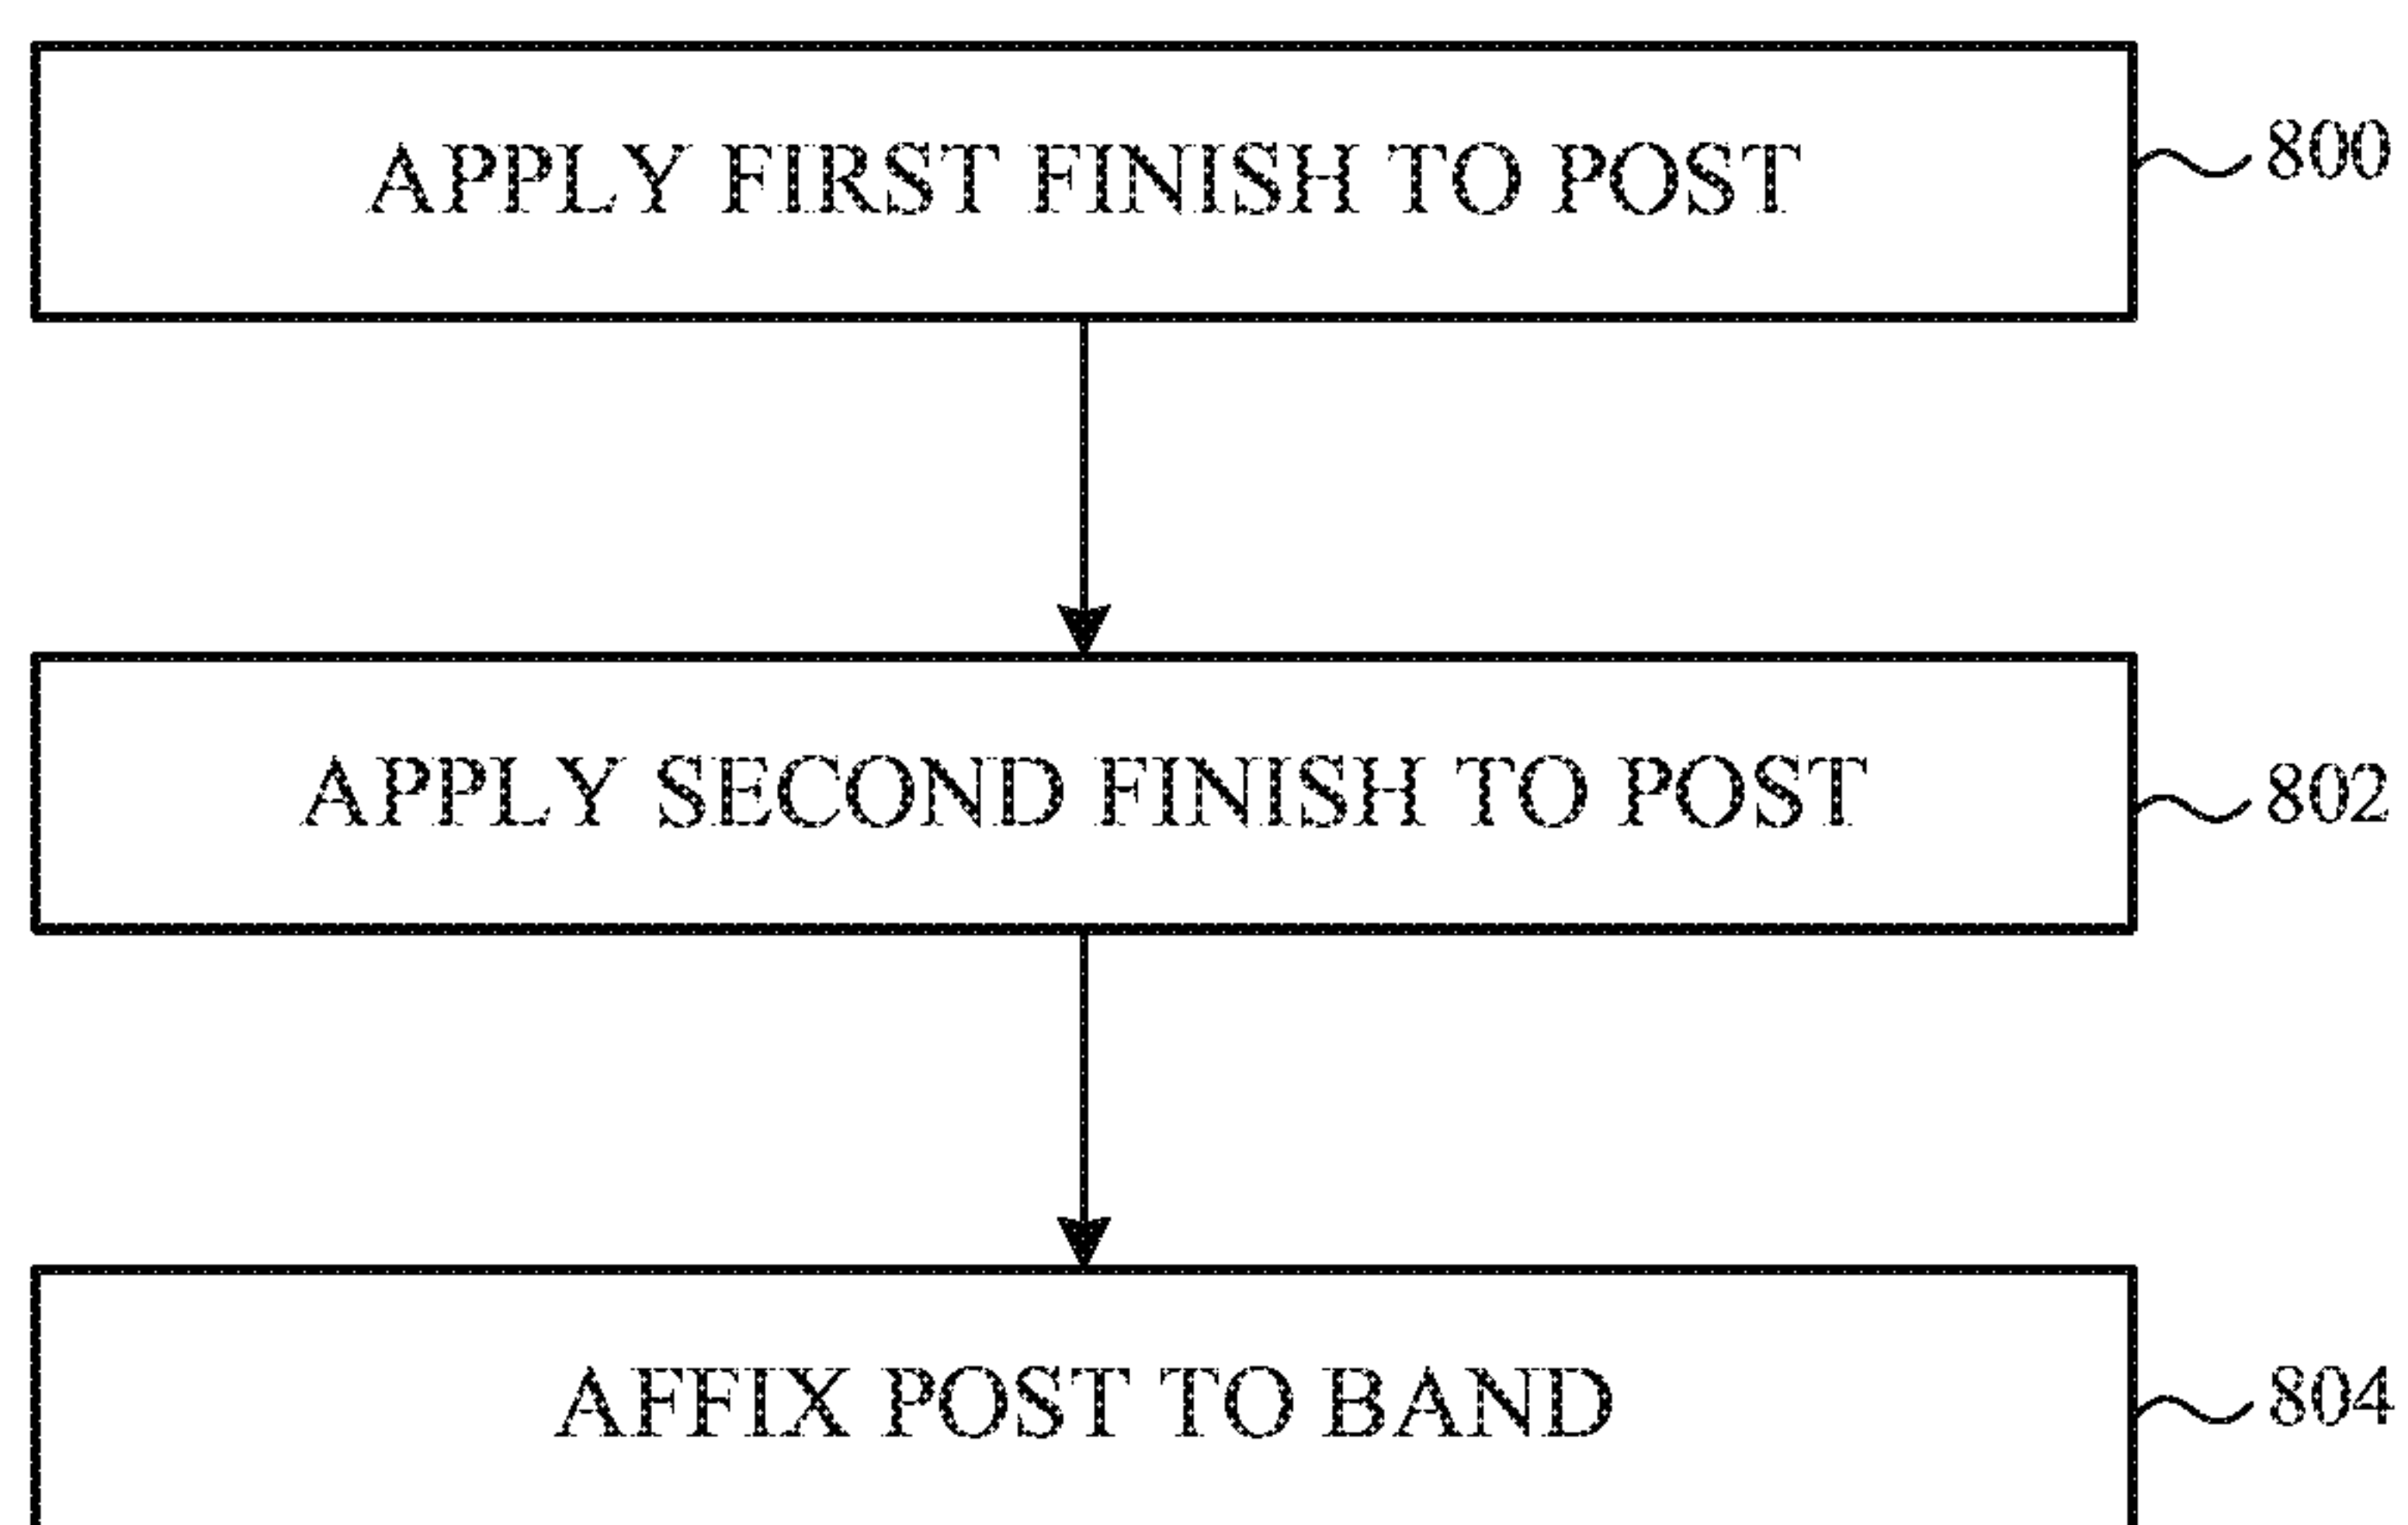 APPLY FIRST FINISH TO POST
800
APPLY SECOND FINISH TO POST
802
AFFIX POST TO BAND
804